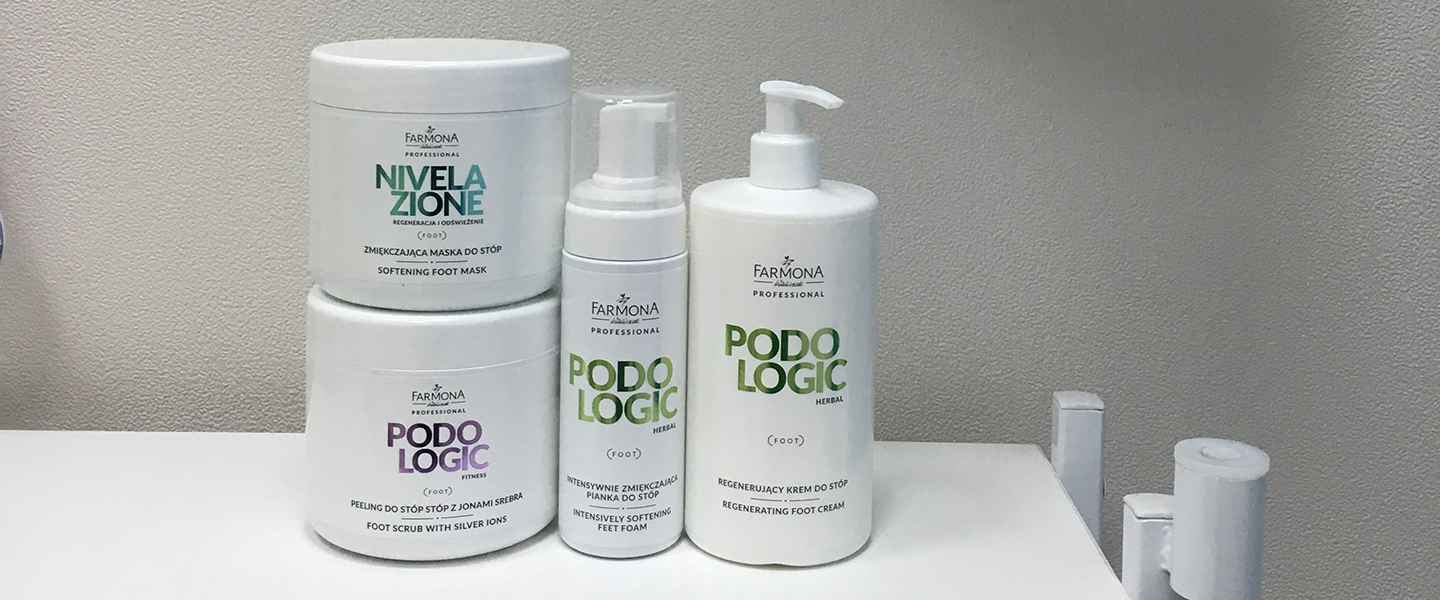 FARMONA
PROFESSIONAL
NIVELA
ZIONE
REGENERACJA I ODŚWIEŻENIE
(FOOT)
ZMIĘKCZAJĄCA MASKA DO STÓP
SOFTENING FOOT MASK
FARMONA
PROFESSIONAL
PODO
LOGIC
FITNESS
(FOOT)
PEELING DO STÓP STÓP Z JONAMI SREBRA
FOOT SCRUB WITH SILVER IONS
FARMONA
PROFESSIONAL
PODO
LOGIC
HERBAL
(FOOT)
INTENSYWNIE ZMIĘKCZAJĄCA
PIANKA DO STÓP
INTENSIVELY SOFTENING
FEET FOAM
FARMONA
PROFESSIONAL
PODO
LOGIC
HERBAL
(FOOT)
REGENERUJĄCY KREM DO STÓP
REGENERATING FOOT CREAM